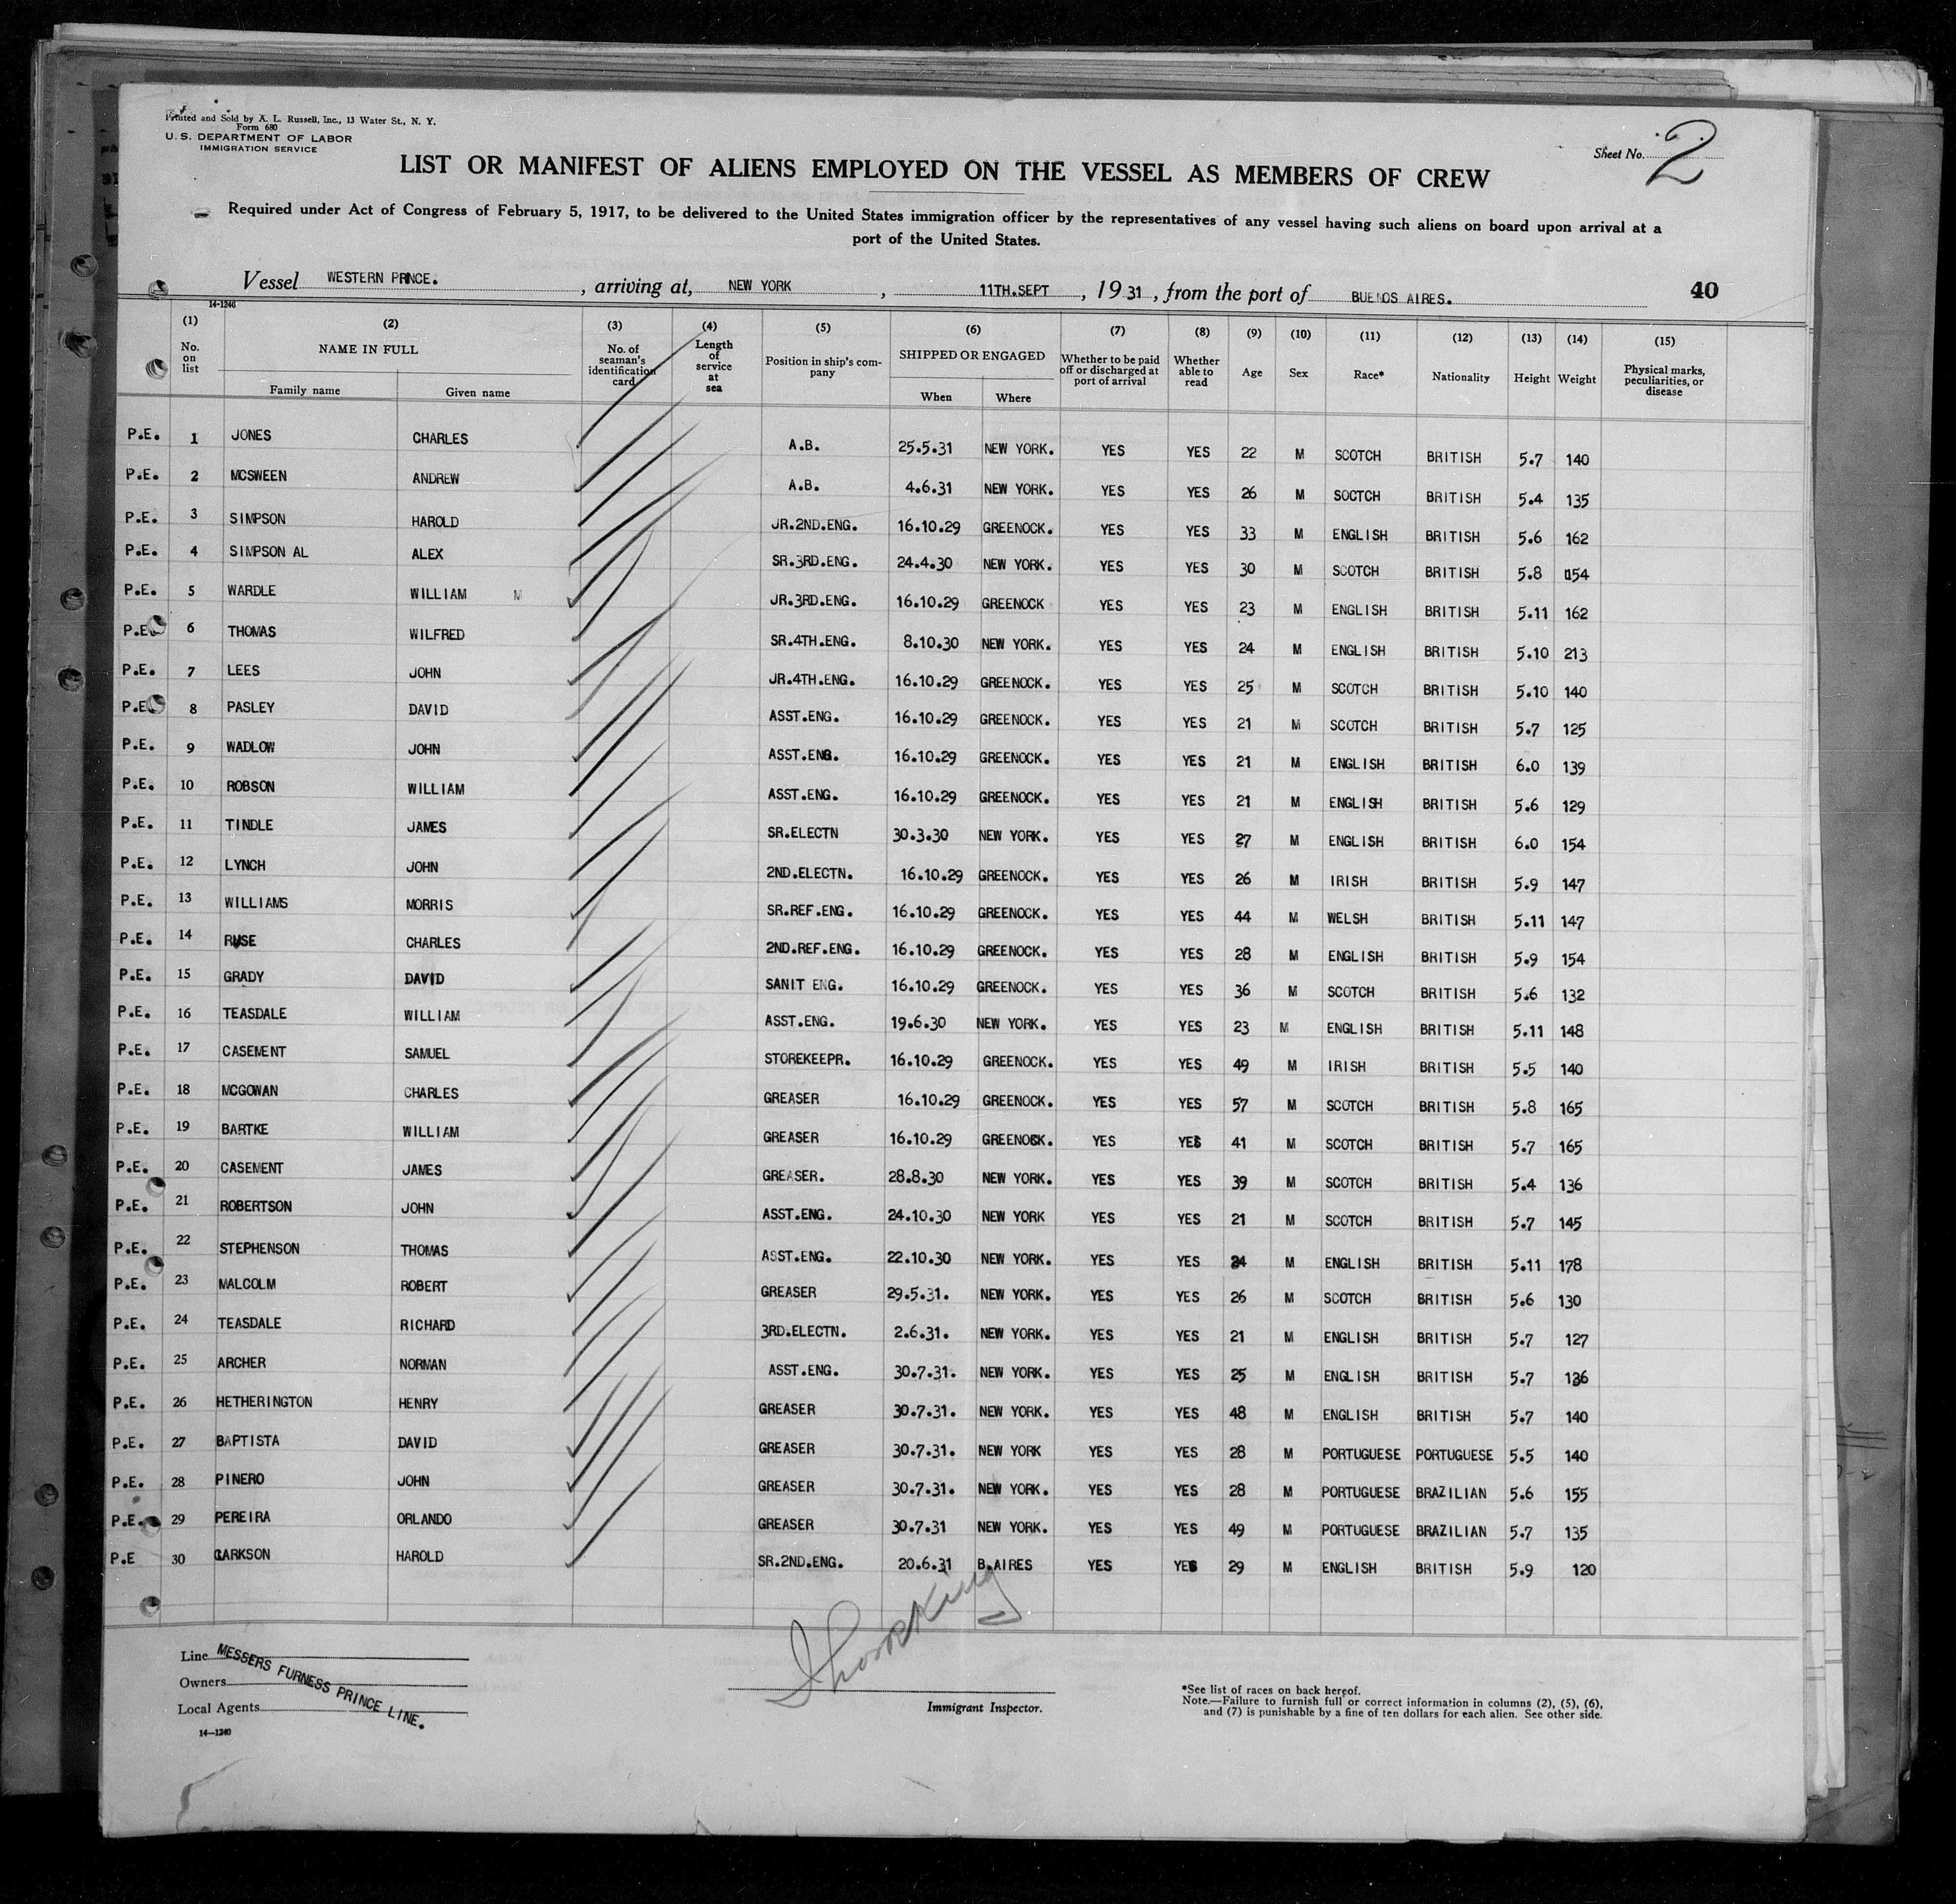 Printed and Sold by A. L. Russell, Inc., 13 Water St., N. Y.
Form 680
U. S. DEPARTMENT OF LABOR
IMMIGRATION SERVICE
Sheet No. 2
LIST OR MANIFEST OF ALIENS EMPLOYED ON THE VESSEL AS MEMBERS OF CREW
Required under Act of Congress of February 5, 1917, to be delivered to the United States immigration officer by the representatives of any vessel having such aliens on board upon arrival at a
port of the United States.
Vessel WESTERN PRINCE. , arriving at, NEW YORK , 11TH.SEPT , 19 31 , from the port of BUENOS AIRES. 40
14-1240
(1) (2) (3) (4) (5) (6) (7) (8) (9) (10) (11) (12) (13) (14) (15)
No. on list NAME IN FULL Family name Given name No. of seaman's identification card Length of service at sea Position in ship's company SHIPPED OR ENGAGED When Where Whether to be paid off or discharged at port of arrival Whether able to read Age Sex Race* Nationality Height Weight Physical marks, peculiarities, or disease
P.E. 1 JONES CHARLES A.B. 25.5.31 NEW YORK. YES YES 22 M SCOTCH BRITISH 5.7 140
P.E. 2 MCSWEEN ANDREW A.B. 4.6.31 NEW YORK. YES YES 26 M SOCTCH BRITISH 5.4 135
P.E. 3 SIMPSON HAROLD JR.2ND.ENG. 16.10.29 GREENOCK. YES YES 33 M ENGLISH BRITISH 5.6 162
P.E. 4 SIMPSON AL ALEX SR.3RD.ENG. 24.4.30 NEW YORK. YES YES 30 M SCOTCH BRITISH 5.8 154
P.E. 5 WARDLE WILLIAM M JR.3RD.ENG. 16.10.29 GREENOCK YES YES 23 M ENGLISH BRITISH 5.11 162
P.E. 6 THOMAS WILFRED SR.4TH.ENG. 8.10.30 NEW YORK. YES YES 24 M ENGLISH BRITISH 5.10 213
P.E. 7 LEES JOHN JR.4TH.ENG. 16.10.29 GREENOCK. YES YES 25 M SCOTCH BRITISH 5.10 140
P.E. 8 PASLEY DAVID ASST.ENG. 16.10.29 GREENOCK. YES YES 21 M SCOTCH BRITISH 5.7 125
P.E. 9 WADLOW JOHN ASST.ENG. 16.10.29 GREENOCK. YES YES 21 M ENGLISH BRITISH 6.0 139
P.E. 10 ROBSON WILLIAM ASST.ENG. 16.10.29 GREENOCK. YES YES 21 M ENGLISH BRITISH 5.6 129
P.E. 11 TINDLE JAMES SR.ELECTN 30.3.30 NEW YORK. YES YES 27 M ENGLISH BRITISH 6.0 154
P.E. 12 LYNCH JOHN 2ND.ELECTN. 16.10.29 GREENOCK. YES YES 26 M IRISH BRITISH 5.9 147
P.E. 13 WILLIAMS MORRIS SR.REF.ENG. 16.10.29 GREENOCK. YES YES 44 M WELSH BRITISH 5.11 147
P.E. 14 RUSE CHARLES 2ND.REF.ENG. 16.10.29 GREENOCK. YES YES 28 M ENGLISH BRITISH 5.9 154
P.E. 15 GRADY DAVID SANIT ENG. 16.10.29 GREENOCK. YES YES 36 M SCOTCH BRITISH 5.6 132
P.E. 16 TEASDALE WILLIAM ASST.ENG. 19.6.30 NEW YORK. YES YES 23 M ENGLISH BRITISH 5.11 148
P.E. 17 CASEMENT SAMUEL STOREKEEPR. 16.10.29 GREENOCK. YES YES 49 M IRISH BRITISH 5.5 140
P.E. 18 MCGOWAN CHARLES GREASER 16.10.29 GREENOCK. YES YES 57 M SCOTCH BRITISH 5.8 165
P.E. 19 BARTKE WILLIAM GREASER 16.10.29 GREENOCK. YES YES 41 M SCOTCH BRITISH 5.7 165
P.E. 20 CASEMENT JAMES GREASER. 28.8.30 NEW YORK. YES YES 39 M SCOTCH BRITISH 5.4 136
P.E. 21 ROBERTSON JOHN ASST.ENG. 24.10.30 NEW YORK YES YES 21 M SCOTCH BRITISH 5.7 145
P.E. 22 STEPHENSON THOMAS ASST.ENG. 22.10.30 NEW YORK. YES YES 24 M ENGLISH BRITISH 5.11 178
P.E. 23 MALCOLM ROBERT GREASER 29.5.31. NEW YORK. YES YES 26 M SCOTCH BRITISH 5.6 130
P.E. 24 TEASDALE RICHARD 3RD.ELECTN. 2.6.31. NEW YORK. YES YES 21 M ENGLISH BRITISH 5.7 127
P.E. 25 ARCHER NORMAN ASST.ENG. 30.7.31. NEW YORK. YES YES 25 M ENGLISH BRITISH 5.7 136
P.E. 26 HETHERINGTON HENRY GREASER 30.7.31. NEW YORK. YES YES 48 M ENGLISH BRITISH 5.7 140
P.E. 27 BAPTISTA DAVID GREASER 30.7.31. NEW YORK YES YES 28 M PORTUGUESE PORTUGUESE 5.5 140
P.E. 28 PINERO JOHN GREASER 30.7.31. NEW YORK. YES YES 28 M PORTUGUESE BRAZILIAN 5.6 155
P.E. 29 PEREIRA ORLANDO GREASER 30.7.31 NEW YORK. YES YES 49 M PORTUGUESE BRAZILIAN 5.7 135
P.E 30 CARKSON HAROLD SR.2ND.ENG. 20.6.31 B.AIRES YES YES 29 M ENGLISH BRITISH 5.9 120
Line
Owners
Local Agents
MESSERS FURNESS PRINCE LINE.
14-1240
Immigrant Inspector.
*See list of races on back hereof.
Note.—Failure to furnish full or correct information in columns (2), (5), (6),
and (7) is punishable by a fine of ten dollars for each alien. See other side.